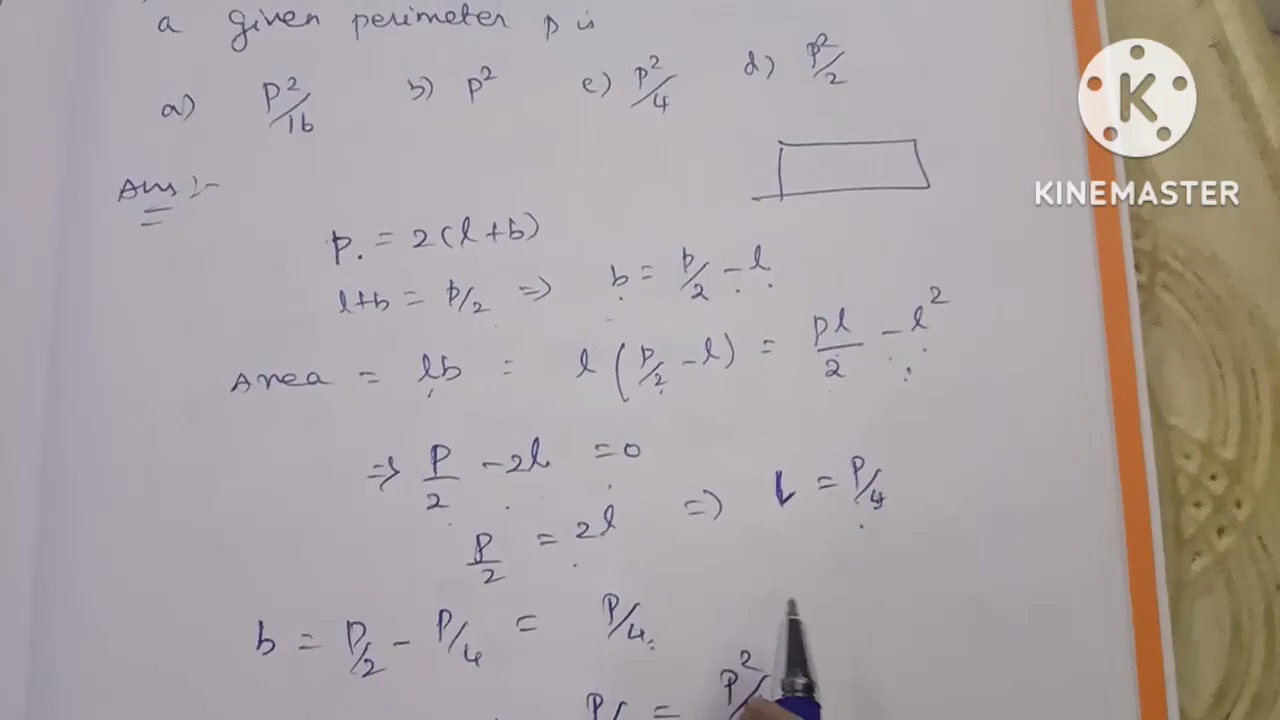 a given perimeter p is
a) P²/16 b) p² c) p²/4 d) p²/2
Ans :-
p. = 2(l+b)
l+b = p/2 => b = p/2 - l
Area = lb = l(p/2 - l) = pl/2 - l²
=> P/2 - 2l = 0
P/2 = 2l => l = P/4
b = P/2 - P/4 = P/4.
= P²/
K
KINEMASTER